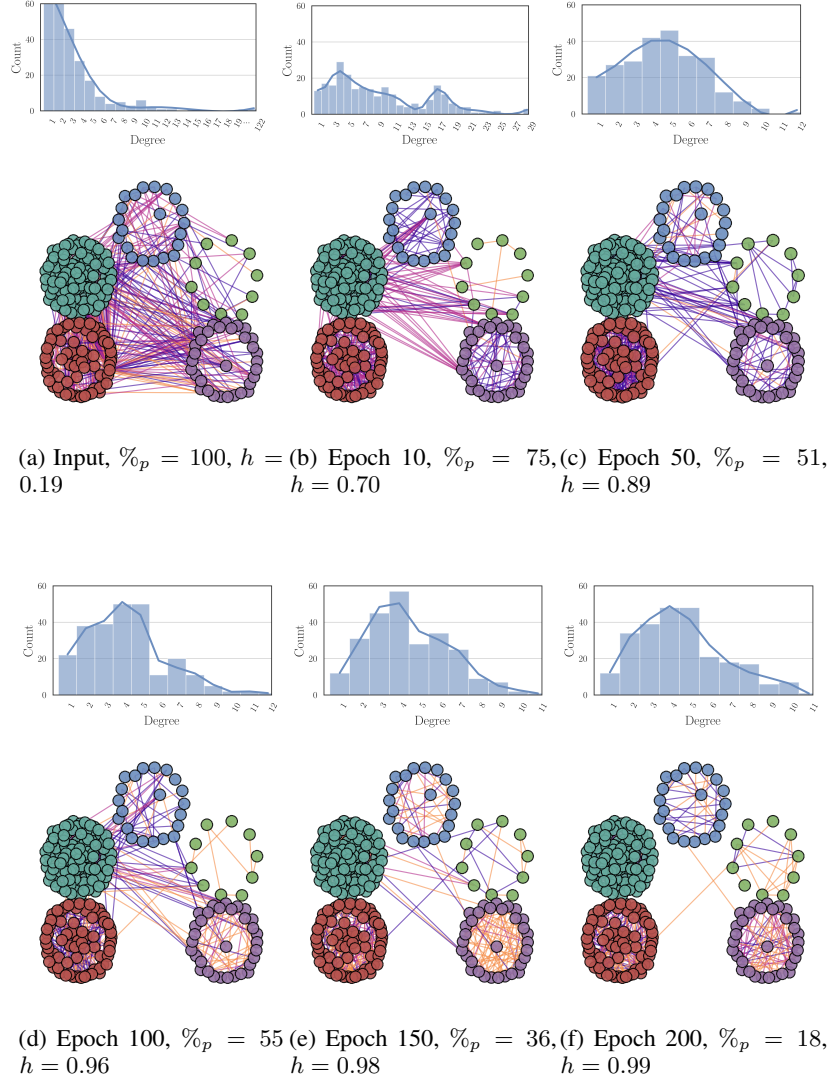 60
40
20
0
Count
1 2 3 4 5 6 7 8 9 10 11 12 13 14 15 16 17 18 19 122
Degree
60
40
20
0
1 3 4 5 7 9 11 13 15 17 19 21 23 25 27 29
Degree
60
40
20
0
1 2 3 4 5 6 7 8 9 10 11 12
Degree
(a) Input, %p = 100, h = 0.19
(b) Epoch 10, %p = 75, h = 0.70
(c) Epoch 50, %p = 51, h = 0.89
60
40
20
0
Count
1 2 3 4 5 6 7 8 9 10 11 12
Degree
60
40
20
0
Count
1 2 3 4 5 6 7 8 9 10 11
Degree
60
40
20
0
Count
1 2 3 4 5 6 7 8 9 10 11
Degree
(d) Epoch 100, %p = 55 h = 0.96
(e) Epoch 150, %p = 36, h = 0.98
(f) Epoch 200, %p = 18, h = 0.99